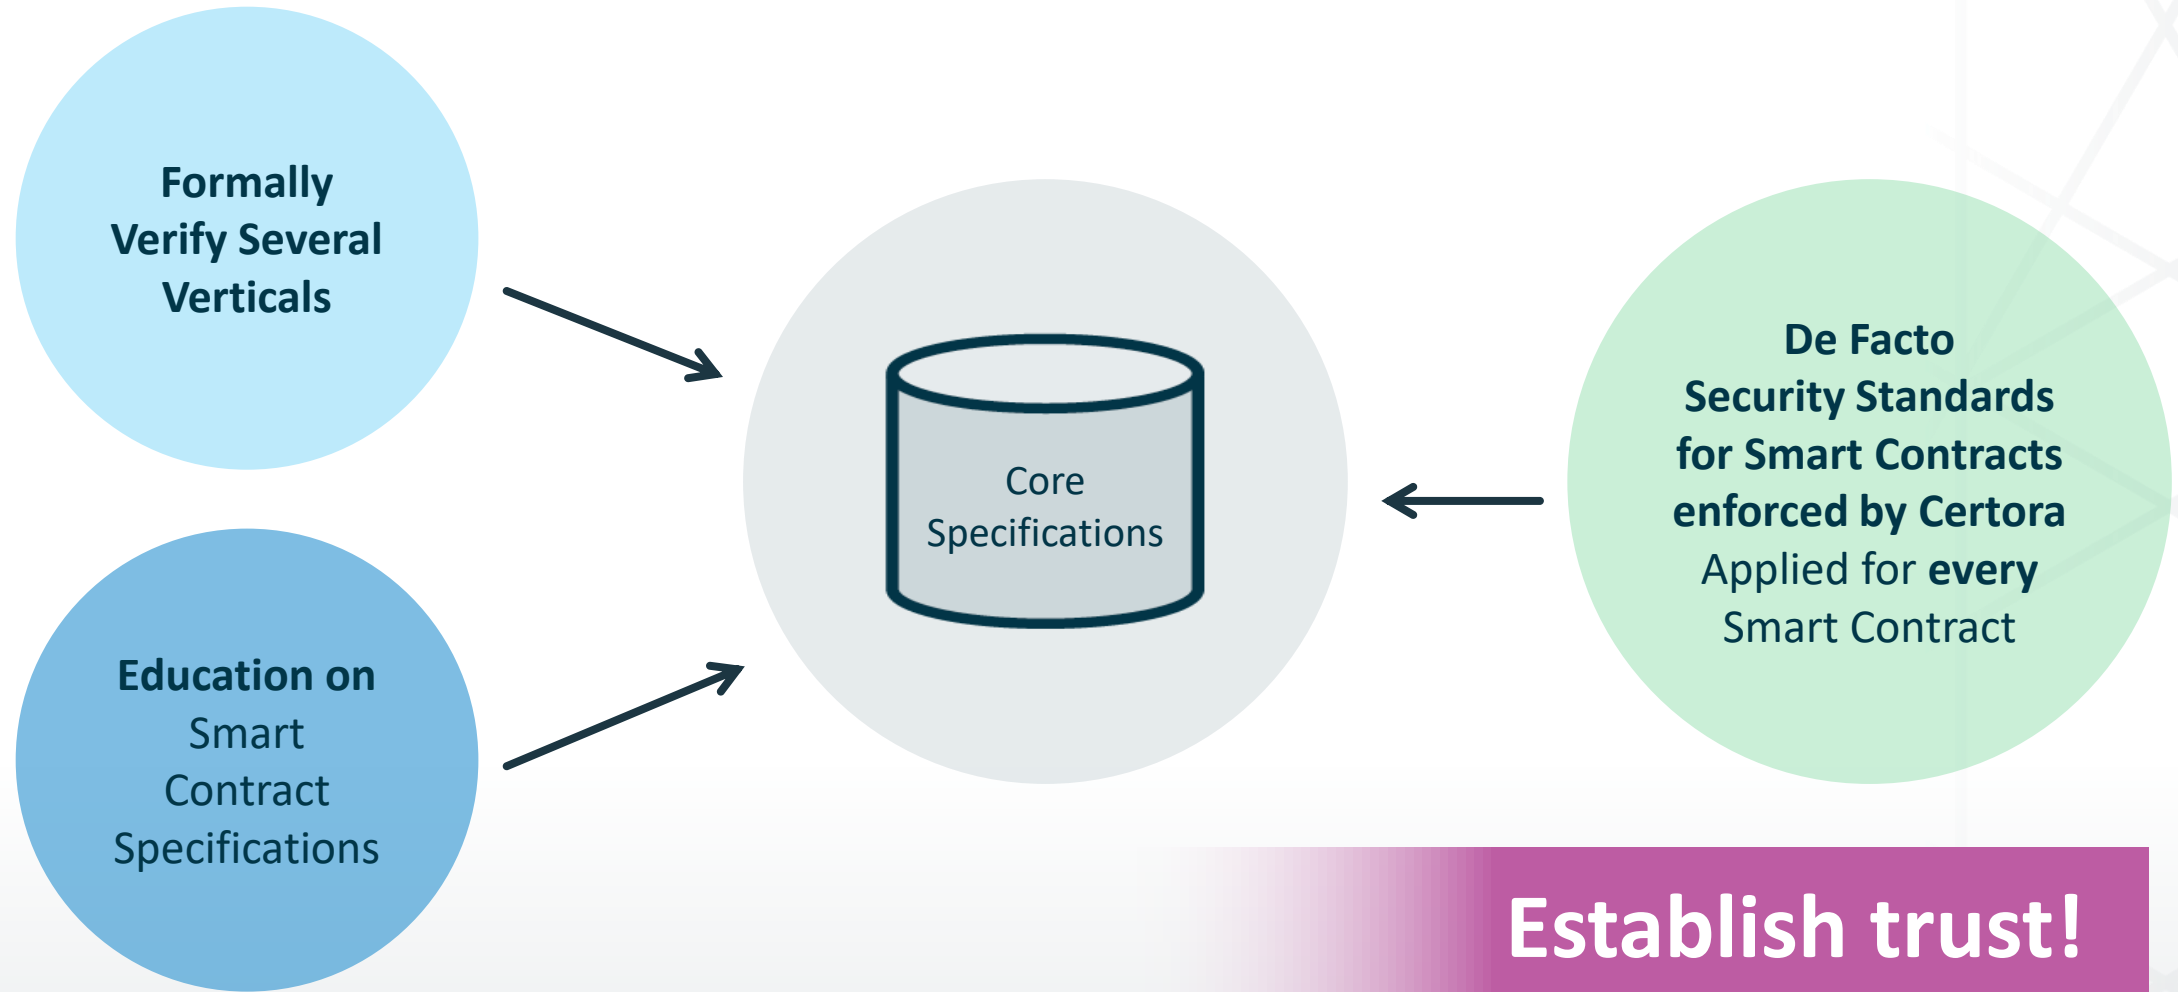 Formally
Verify Several
Verticals
Education on
Smart
Contract
Specifications
Core
Specifications
De Facto
Security Standards
for Smart Contracts
enforced by Certora
Applied for every
Smart Contract
Establish trust!